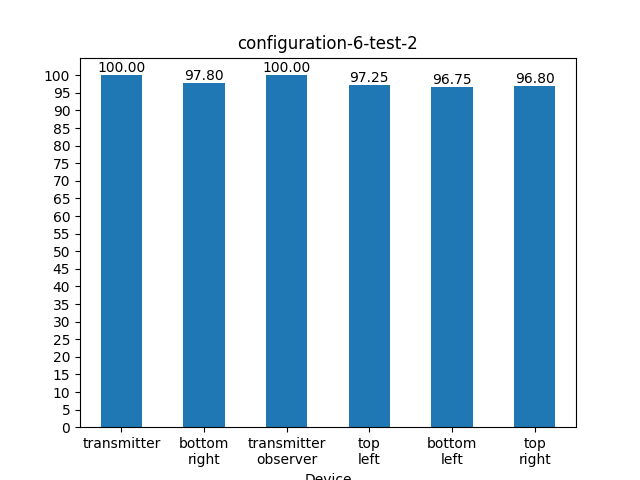 configuration-6-test-2
100.00
97.80
100.00
97.25
96.75
96.80
100
95
90
85
80
75
70
65
60
55
50
45
40
35
30
25
20
15
10
5
0
transmitter
bottom
right
transmitter
observer
top
left
bottom
left
top
right
Device